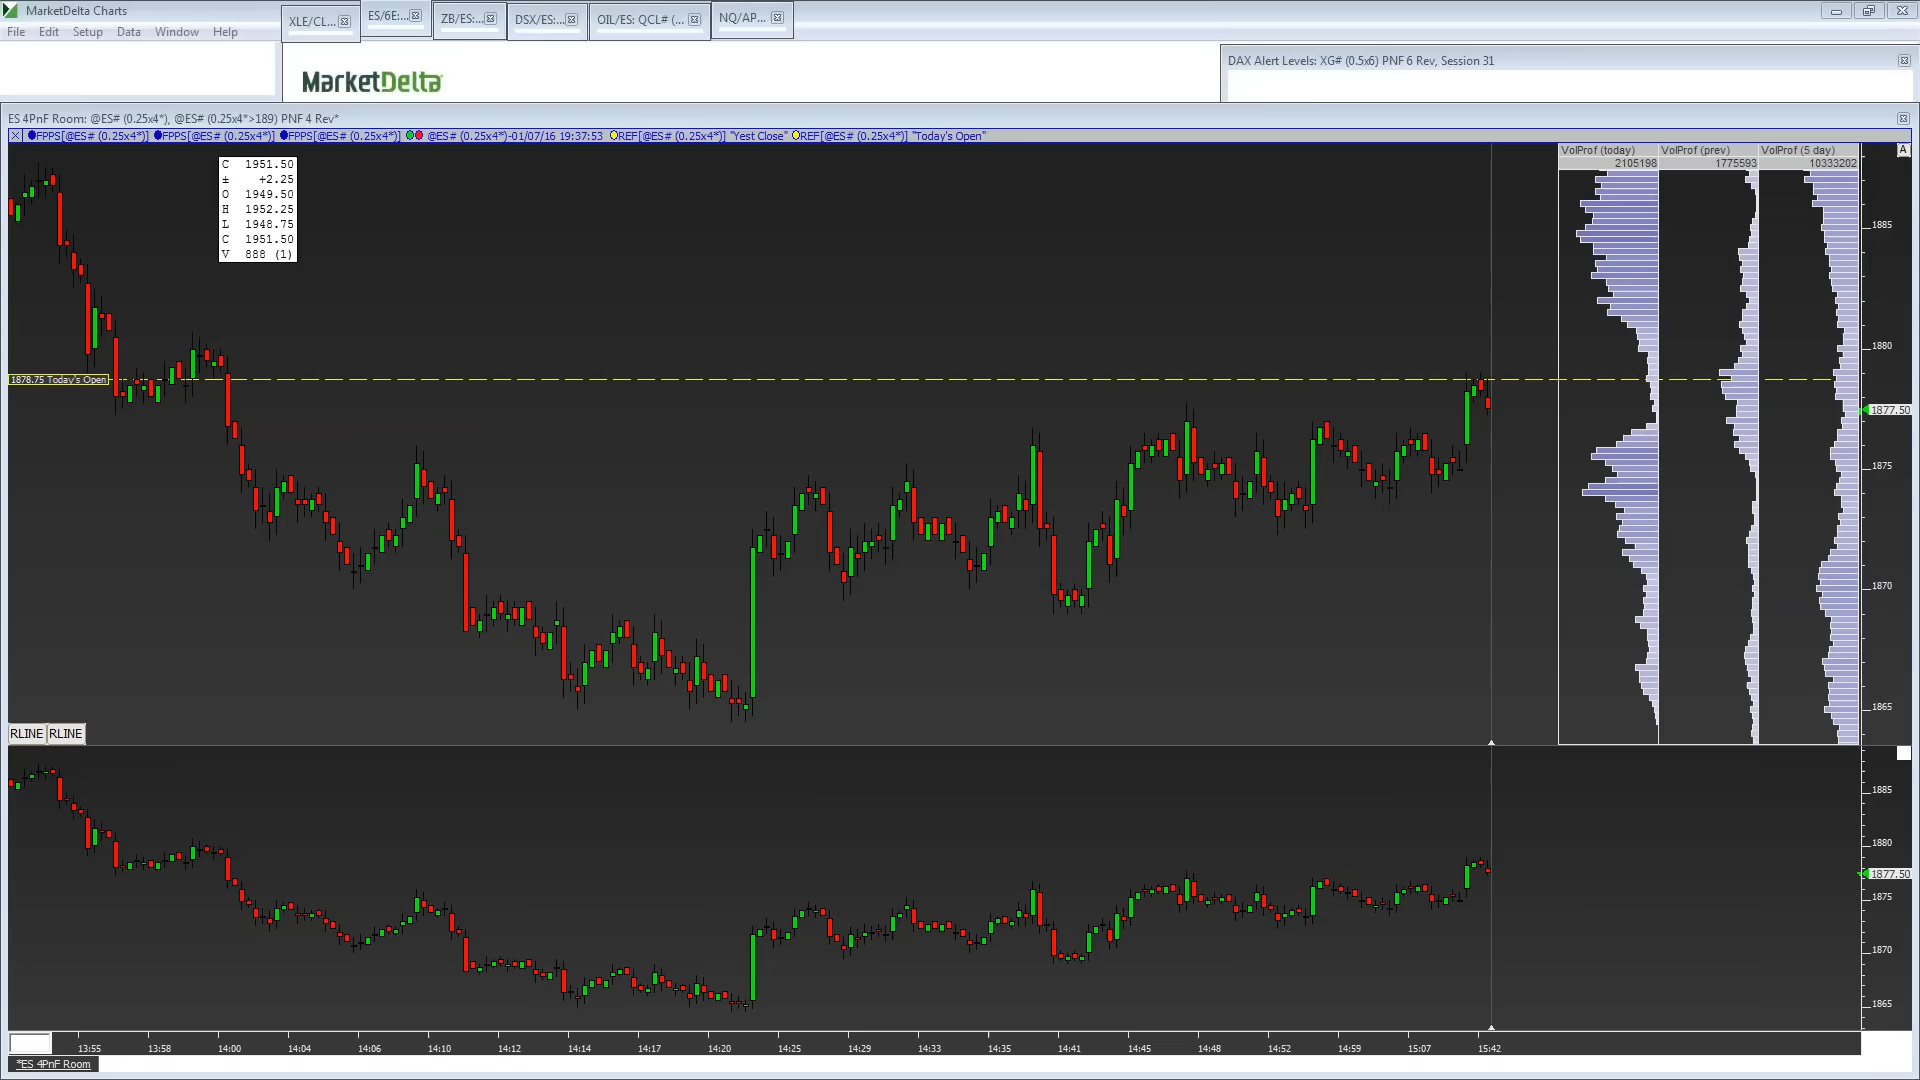 MarketDelta Charts
File Edit Setup Data Window Help
XLE/CL... ES/6E:... ZB/ES:... DSX/ES:... OIL/ES: QCL# (... NQ/AP...
MarketDelta
DAX Alert Levels: XG# (0.5x6) PNF 6 Rev, Session 31
ES 4PnF Room: @ES# (0.25x4*), @ES# (0.25x4*>189) PNF 4 Rev*
FPPS[@ES# (0.25x4*)] FPPS[@ES# (0.25x4*)] FPPS[@ES# (0.25x4*)] @ES# (0.25x4*)-01/07/16 19:37:53 REF[@ES# (0.25x4*)] "Yest Close" REF[@ES# (0.25x4*)] "Today's Open"
VolProf (today) VolProf (prev) VolProf (5 day) A
2105198 1775593 10333202
C 1951.50
± +2.25
O 1949.50
H 1952.25
L 1948.75
C 1951.50
V 888 (1)
1885
1880
1878.75 Today's Open
1877.50
1875
1870
1865
RLINE RLINE
1885
1880
1877.50
1875
1870
1865
13:55 13:58 14:00 14:04 14:06 14:10 14:12 14:14 14:17 14:20 14:25 14:29 14:33 14:35 14:41 14:45 14:48 14:52 14:59 15:07 15:42
*ES 4PnF Room